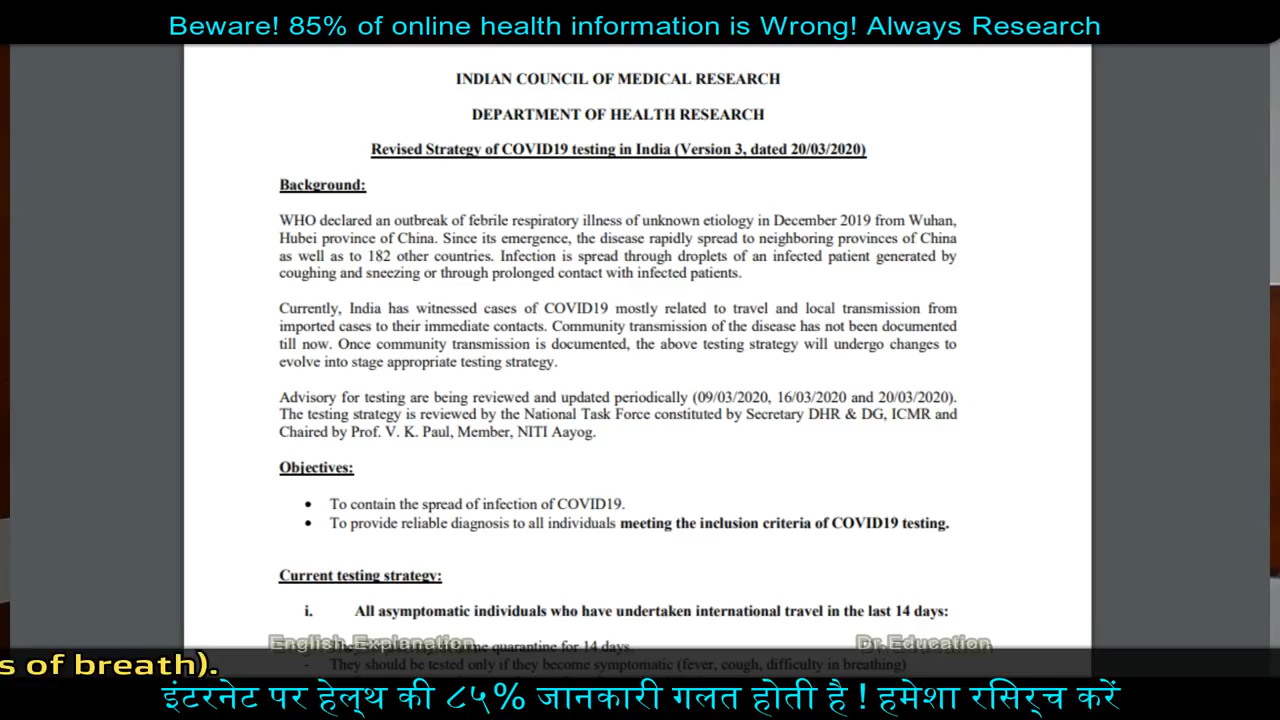 Beware! 85% of online health information is Wrong! Always Research
INDIAN COUNCIL OF MEDICAL RESEARCH
DEPARTMENT OF HEALTH RESEARCH
Revised Strategy of COVID19 testing in India (Version 3, dated 20/03/2020)
Background:
WHO declared an outbreak of febrile respiratory illness of unknown etiology in December 2019 from Wuhan,
Hubei province of China. Since its emergence, the disease rapidly spread to neighboring provinces of China
as well as to 182 other countries. Infection is spread through droplets of an infected patient generated by
coughing and sneezing or through prolonged contact with infected patients.
Currently, India has witnessed cases of COVID19 mostly related to travel and local transmission from
imported cases to their immediate contacts. Community transmission of the disease has not been documented
till now. Once community transmission is documented, the above testing strategy will undergo changes to
evolve into stage appropriate testing strategy.
Advisory for testing are being reviewed and updated periodically (09/03/2020, 16/03/2020 and 20/03/2020).
The testing strategy is reviewed by the National Task Force constituted by Secretary DHR & DG, ICMR and
Chaired by Prof. V. K. Paul, Member, NITI Aayog.
Objectives:
• To contain the spread of infection of COVID19.
• To provide reliable diagnosis to all individuals meeting the inclusion criteria of COVID19 testing.
Current testing strategy:
i. All asymptomatic individuals who have undertaken international travel in the last 14 days:
English Explanation Dr.Education
quarantine for 14 days.
- They should be tested only if they become symptomatic (fever, cough, difficulty in breathing)
s of breath).
इंटरनेट पर हेल्थ की ८५% जानकारी गलत होती है ! हमेशा रिसर्च करें